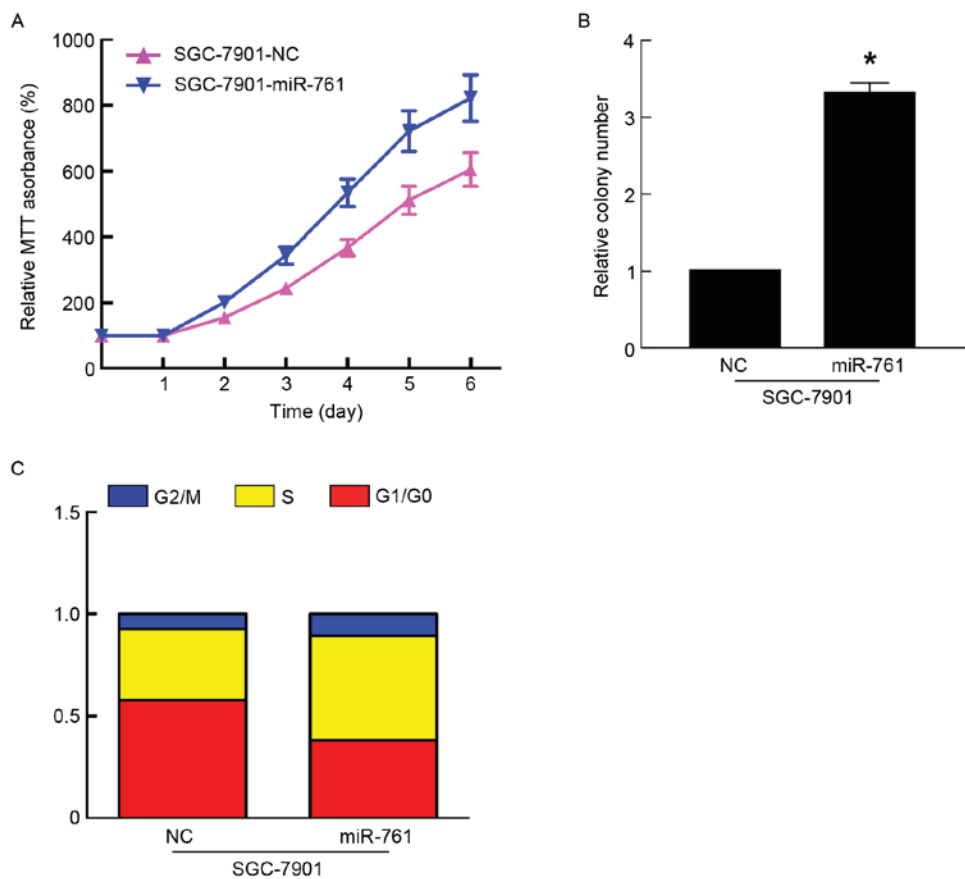 A
SGC-7901-NC
SGC-7901-miR-761
Relative MTT asorbance (%)
1000
800
600
400
200
0
1 2 3 4 5 6
Time (day)
B
*
Relative colony number
4
3
2
1
0
NC miR-761
SGC-7901
C
G2/M S G1/G0
1.5
1.0
0.5
0
NC miR-761
SGC-7901